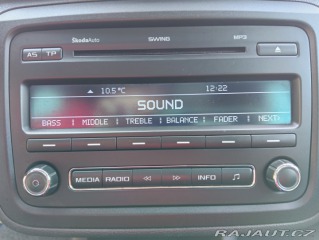 ŠkodaAuto SWING MP3
AS TP
10.5°C 12:22
SOUND
BASS MIDDLE TREBLE BALANCE FADER NEXT>
MEDIA RADIO INFO
RAJAUT.CZ